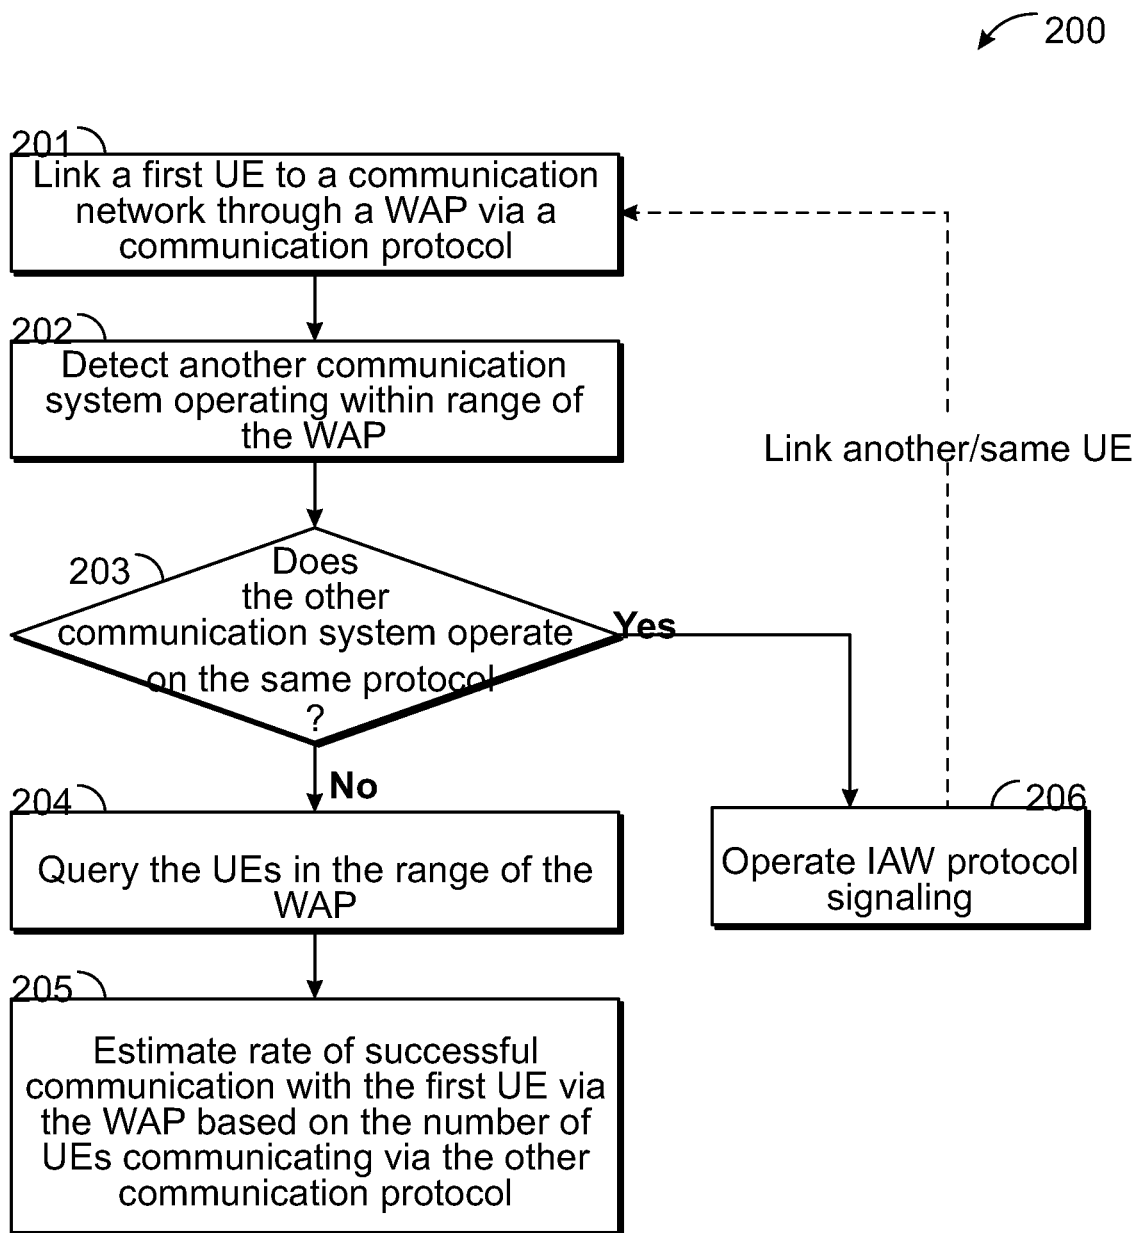 200
201
Link a first UE to a communication
network through a WAP via a
communication protocol
202
Detect another communication
system operating within range of
the WAP
Link another/same UE
203
Does
the other
communication system operate
on the same protocol
?
Yes
No
204
Query the UEs in the range of the
WAP
206
Operate IAW protocol
signaling
205
Estimate rate of successful
communication with the first UE via
the WAP based on the number of
UEs communicating via the other
communication protocol